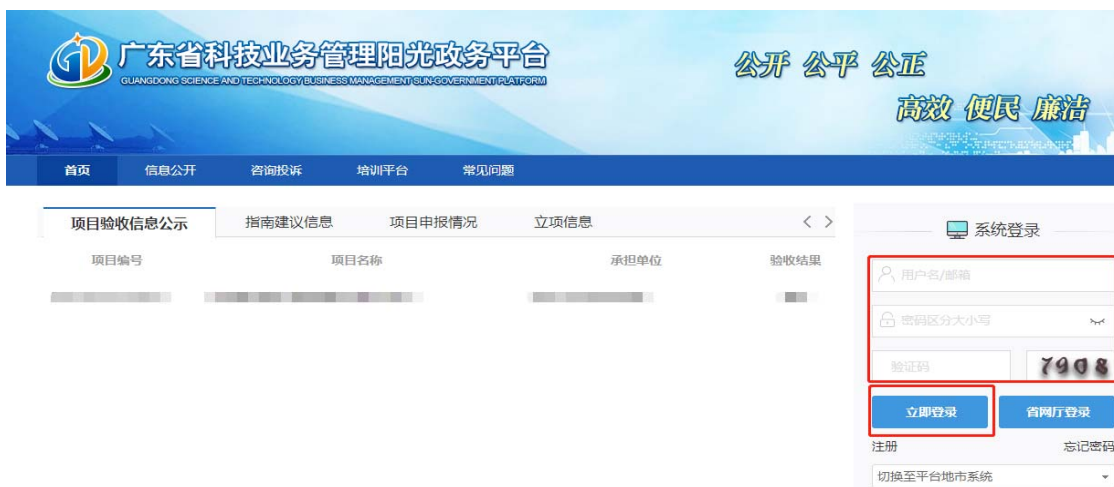 广东省科技业务管理阳光政务平台
GUANGDONG SCIENCE AND TECHNOLOGY BUSINESS MANAGEMENT SUN-GOVERNMENT PLATFORM
公开 公平 公正
高效 便民 廉洁
首页 信息公开 咨询投诉 培训平台 常见问题
项目验收信息公示 指南建议信息 项目申报情况 立项信息 < >
项目编号 项目名称 承担单位 验收结果
系统登录
用户名/邮箱
密码区分大小写
验证码 7908
立即登录 省网厅登录
注册 忘记密码
切换至平台地市系统